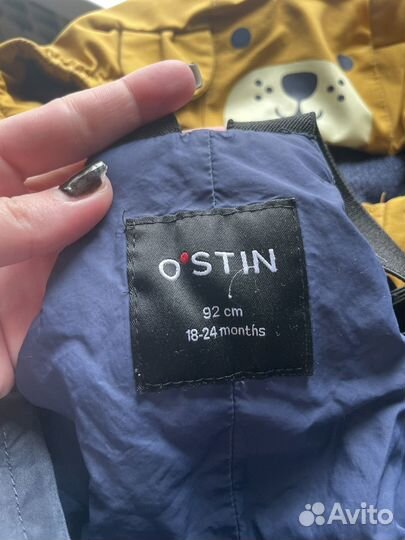 O'STIN
92 cm
18-24 months
Avito